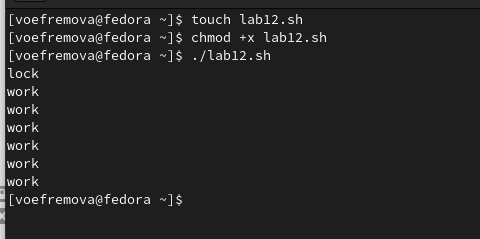 [voefremova@fedora ~]$ touch lab12.sh
[voefremova@fedora ~]$ chmod +x lab12.sh
[voefremova@fedora ~]$ ./lab12.sh
lock
work
work
work
work
work
work
[voefremova@fedora ~]$